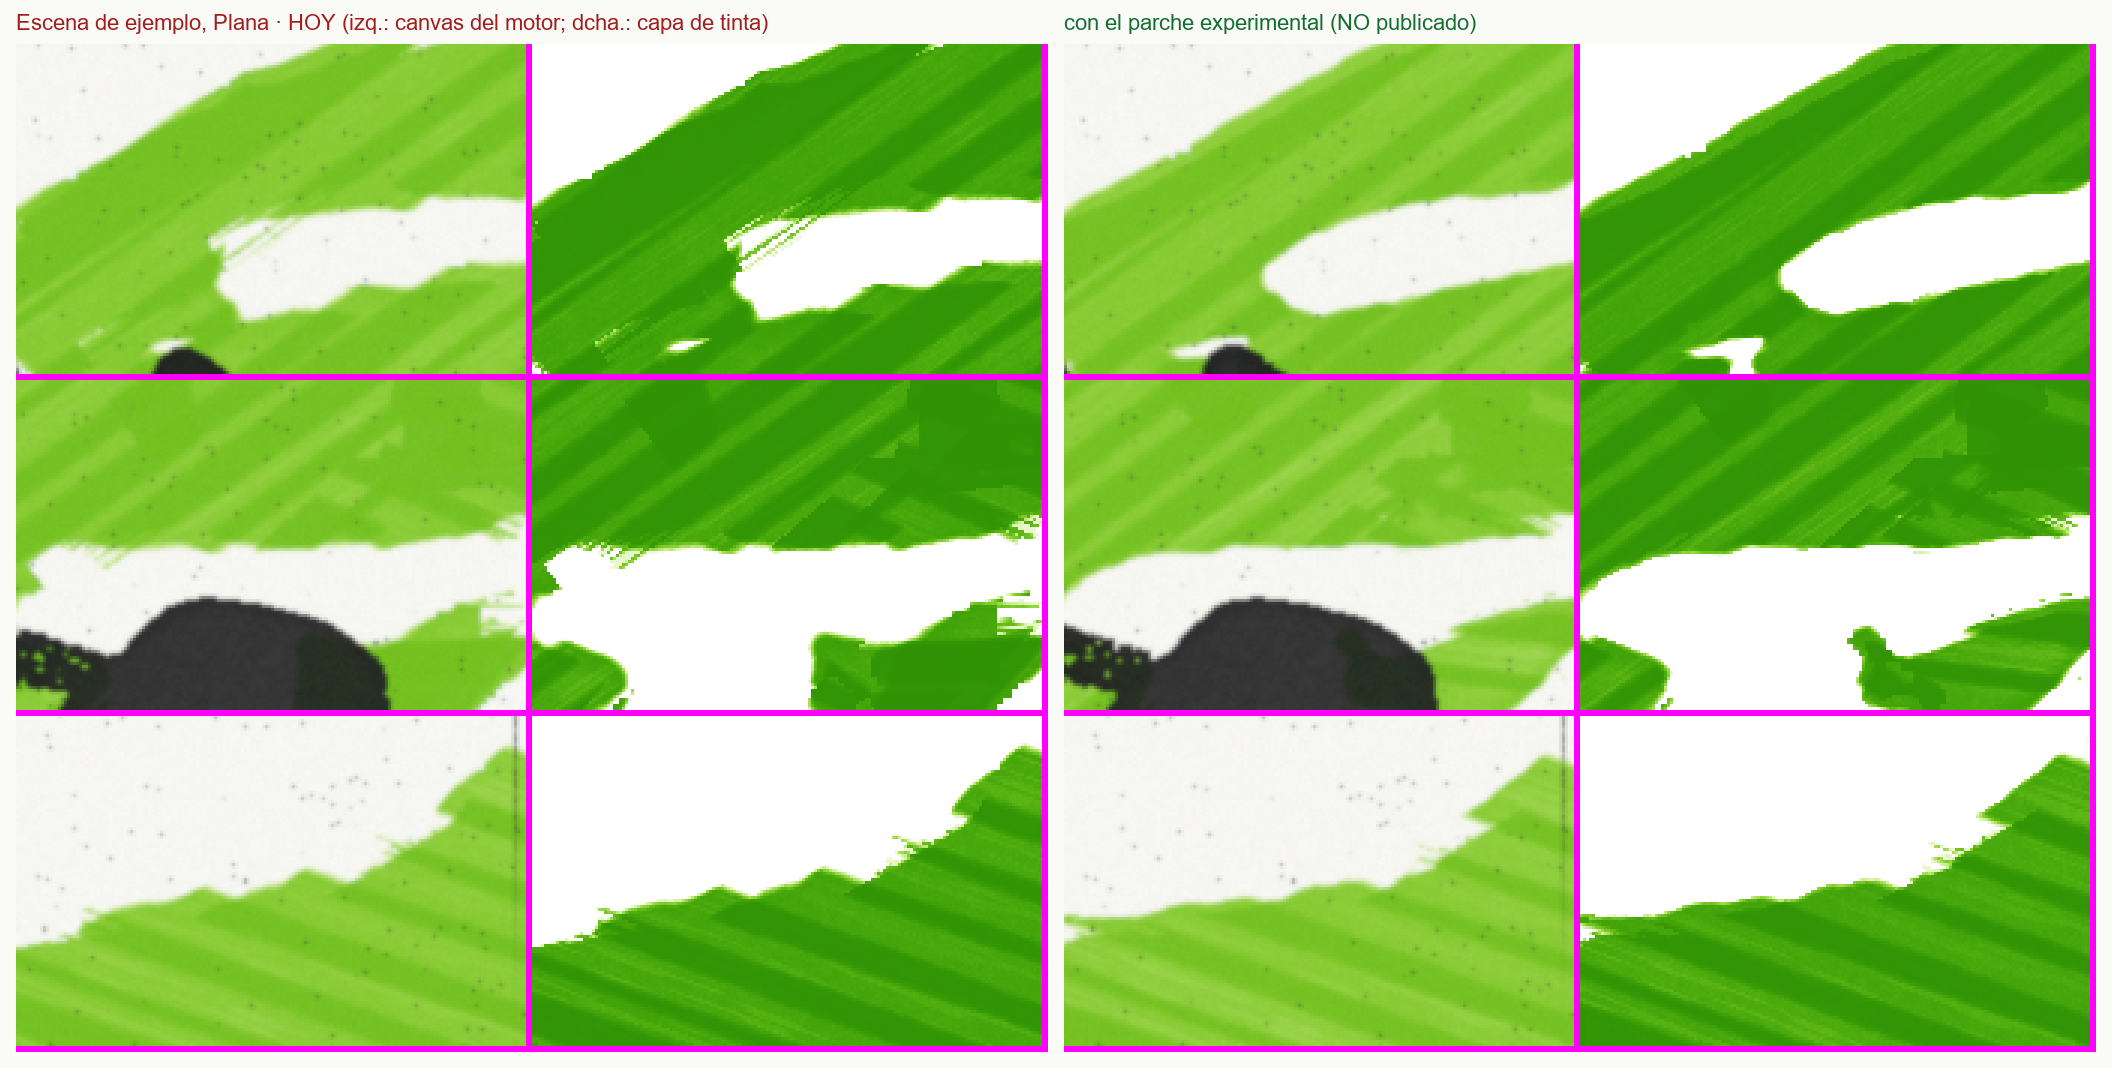 Escena de ejemplo, Plana · HOY (izq.: canvas del motor; dcha.: capa de tinta)
con el parche experimental (NO publicado)